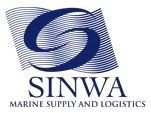 SINWA
MARINE SUPPLY AND LOGISTICS